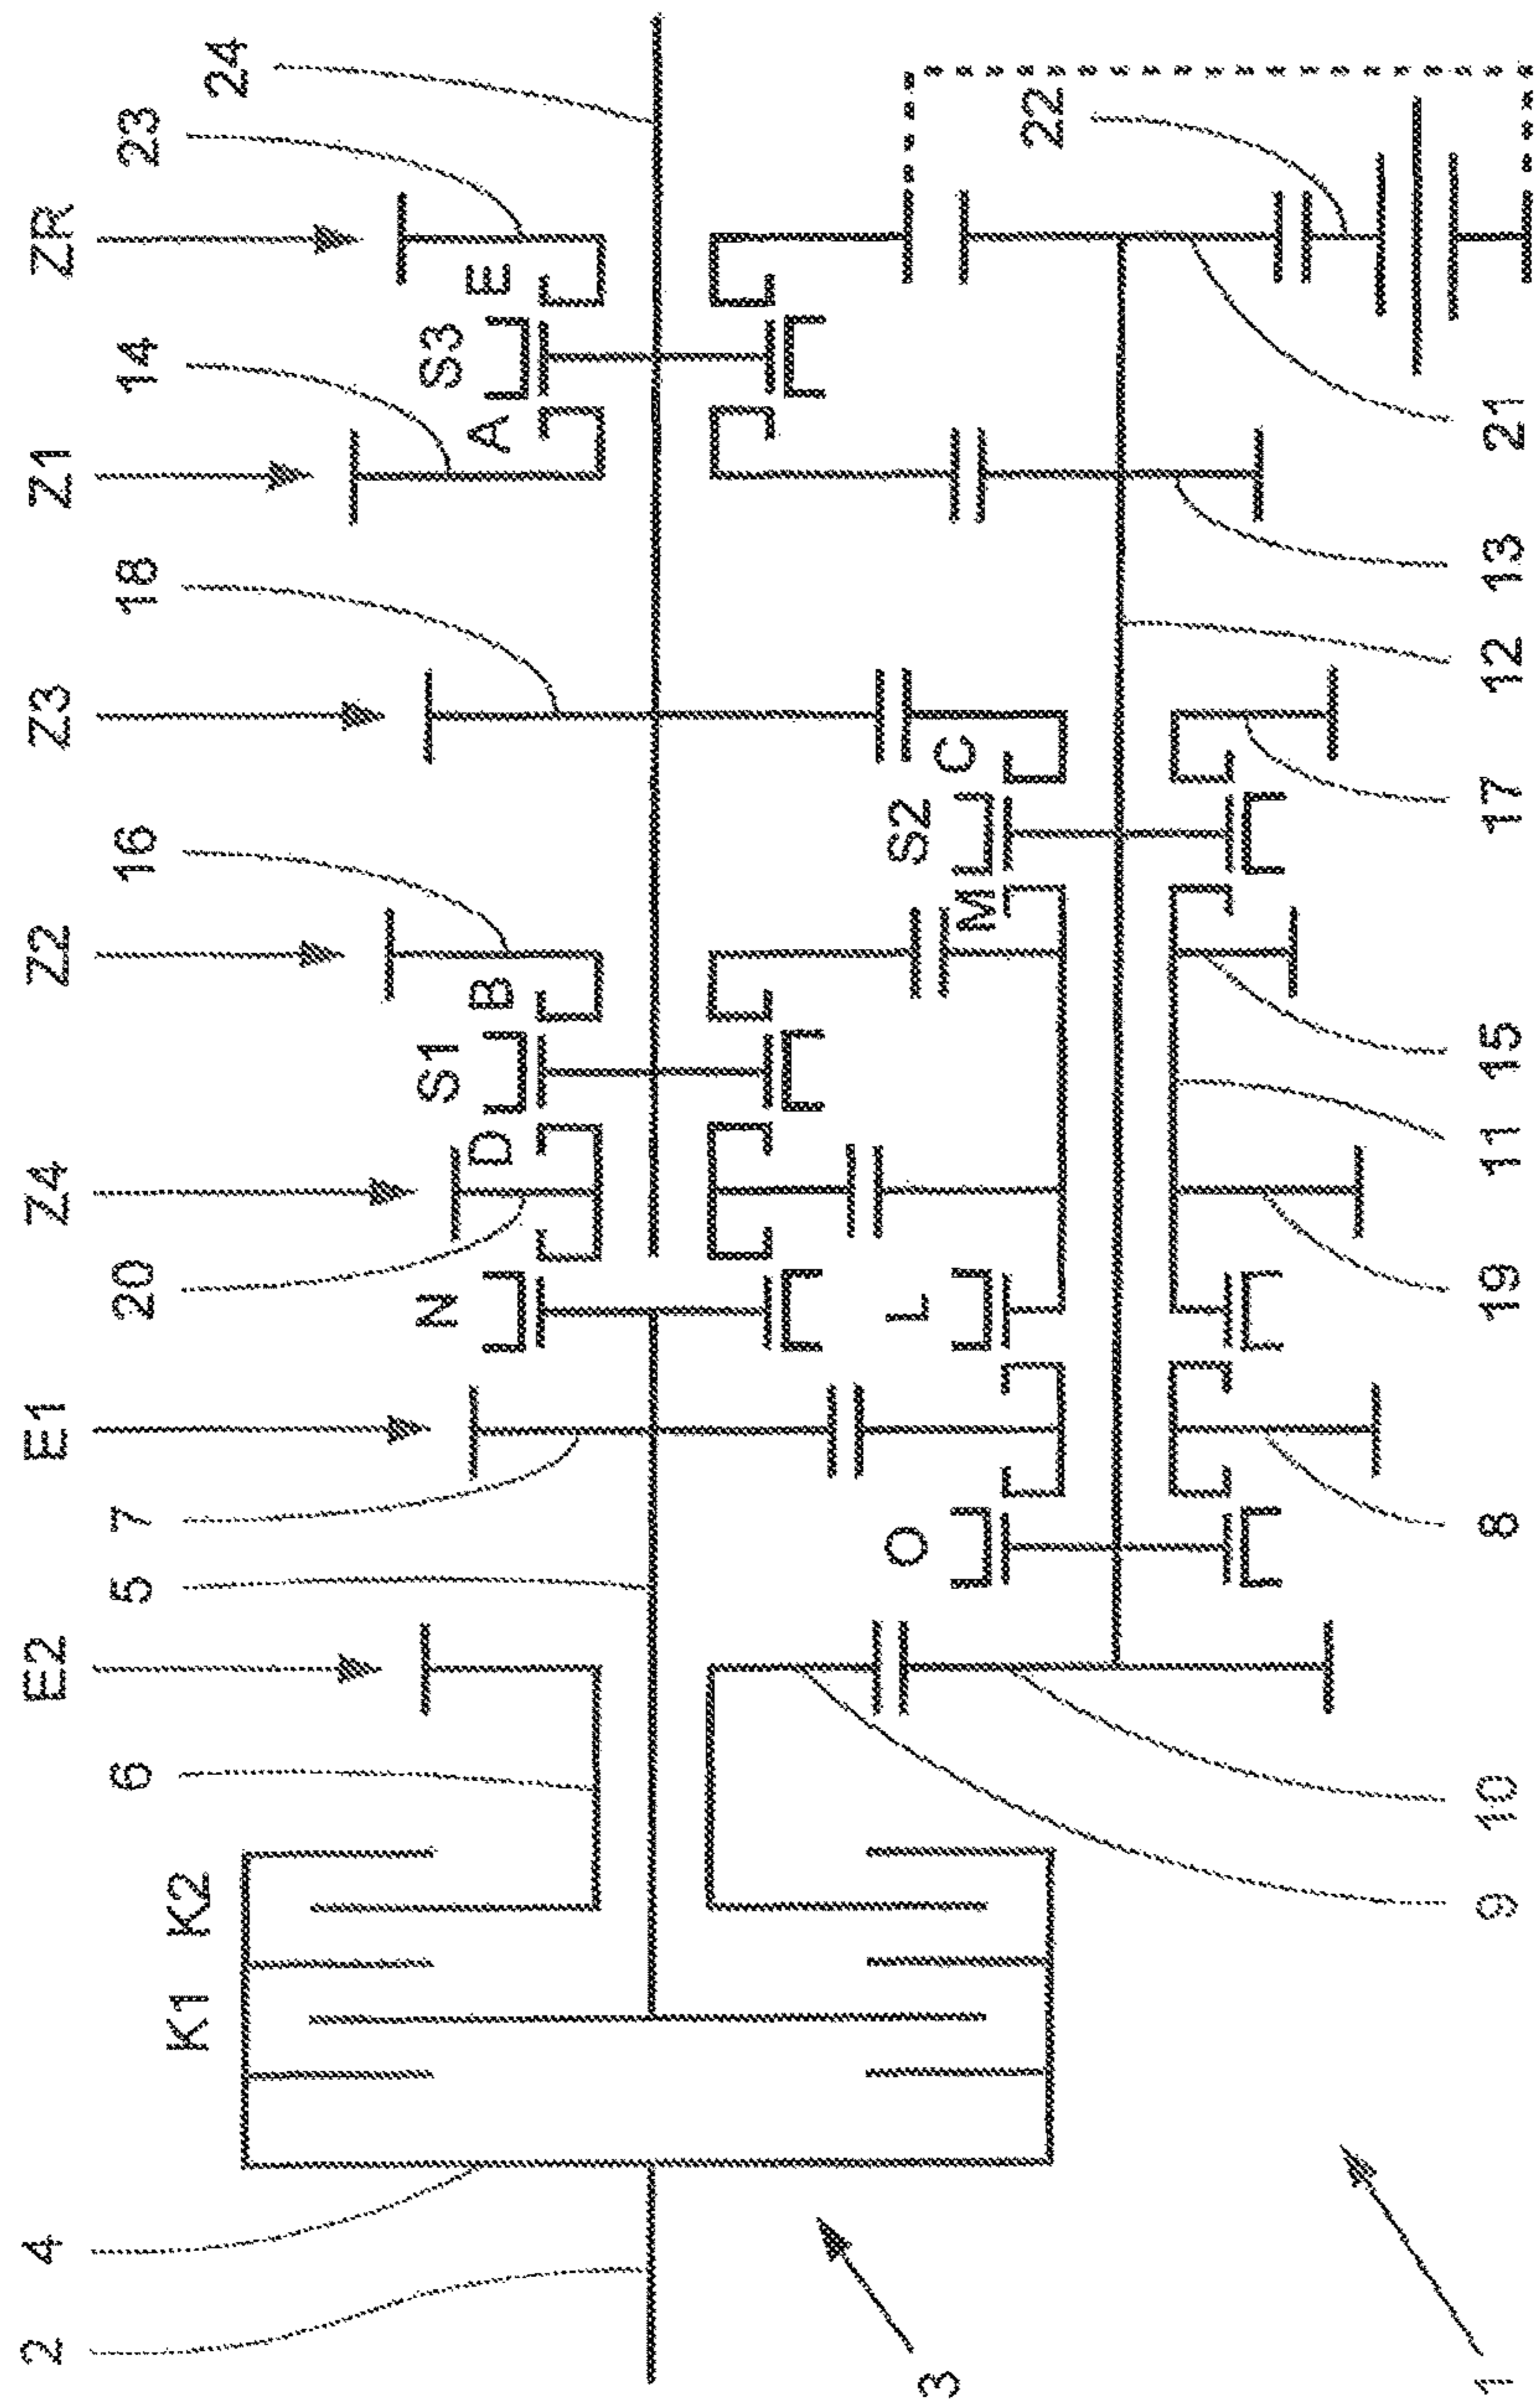 2 4 E2 E1 Z4 Z2 Z3 Z1 ZR
6 5 7 20 16 18 14 23
K1 K2
24
N S1 S3
D B A E
O L S2
3
M C
22
1 9 10 8 19 11 15 17 12 13 21